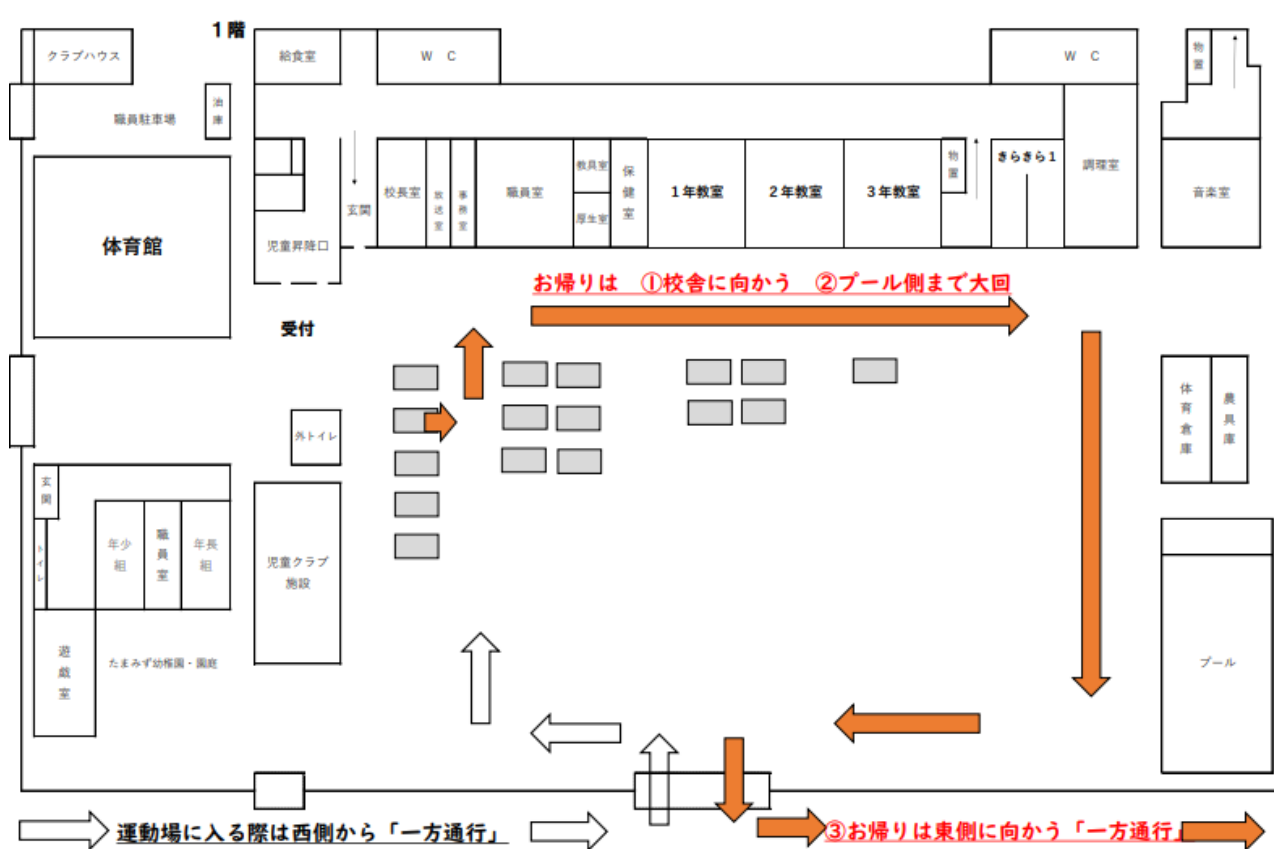 1階
クラブハウス
給食室
W C
W C
物置
油庫
職員駐車場
体育館
児童昇降口
玄関
校長室
放送室
事務室
職員室
教具室
厚生室
保健室
1年教室
2年教室
3年教室
物置
きらきら1
調理室
音楽室
お帰りは ①校舎に向かう ②プール側まで大回
受付
外トイレ
体育倉庫
農具庫
玄関
トイレ
年少組
職員室
年長組
児童クラブ
施設
遊戯室
たまみず幼稚園・園庭
プール
運動場に入る際は西側から「一方通行」
③お帰りは東側に向かう「一方通行」